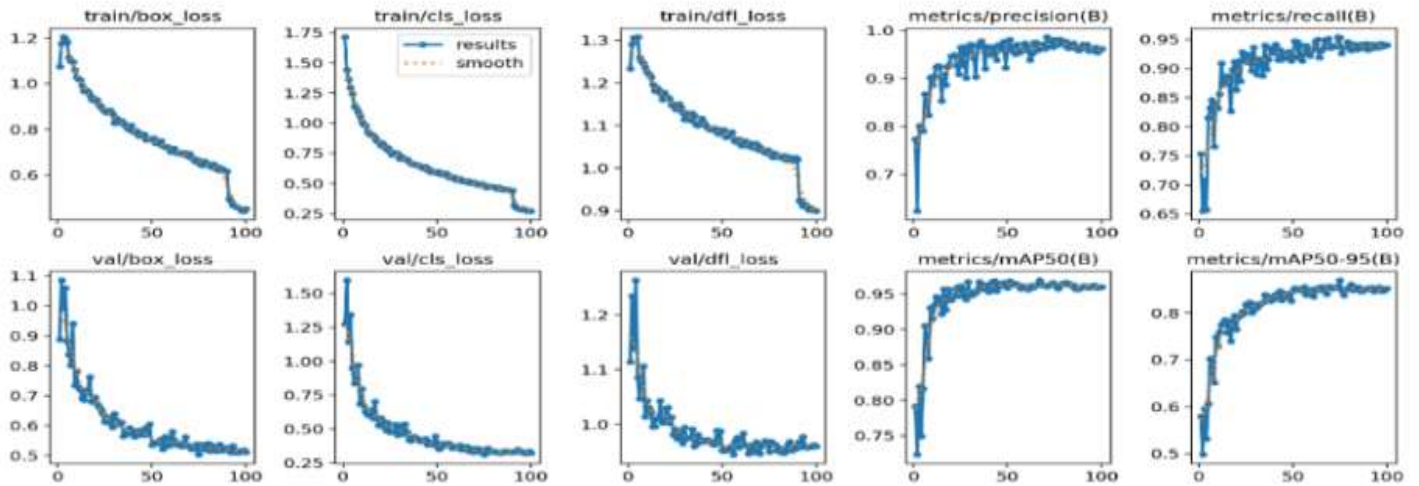 train/box_loss
train/cls_loss
train/dfl_loss
metrics/precision(B)
metrics/recall(B)
1.2
1.0
0.8
0.6
0 50 100
1.75
1.50
1.25
1.00
0.75
0.50
0.25
0 50 100
results
smooth
1.3
1.2
1.1
1.0
0.9
0 50 100
1.0
0.9
0.8
0.7
0 50 100
0.95
0.90
0.85
0.80
0.75
0.70
0.65
0 50 100
val/box_loss
val/cls_loss
val/dfl_loss
metrics/mAP50(B)
metrics/mAP50-95(B)
1.1
1.0
0.9
0.8
0.7
0.6
0.5
0 50 100
1.50
1.25
1.00
0.75
0.50
0.25
0 50 100
1.2
1.1
1.0
0 50 100
0.95
0.90
0.85
0.80
0.75
0 50 100
0.8
0.7
0.6
0.5
0 50 100